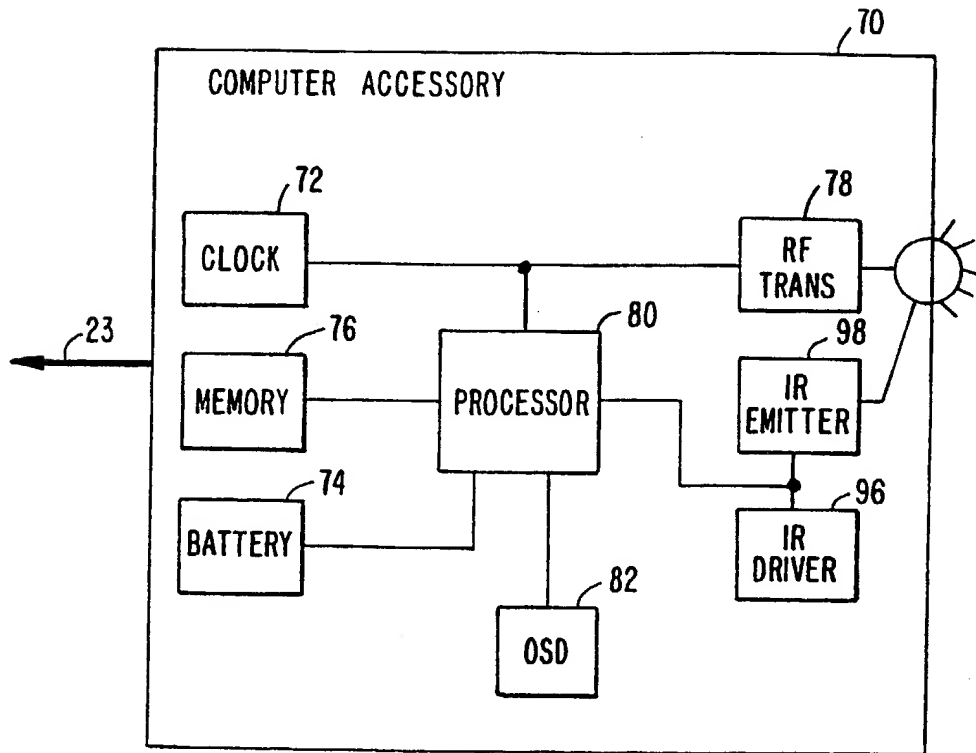 70
COMPUTER ACCESSORY
72
CLOCK
78
RF
TRANS
23
76
MEMORY
80
PROCESSOR
98
IR
EMITTER
74
BATTERY
96
IR
DRIVER
82
OSD